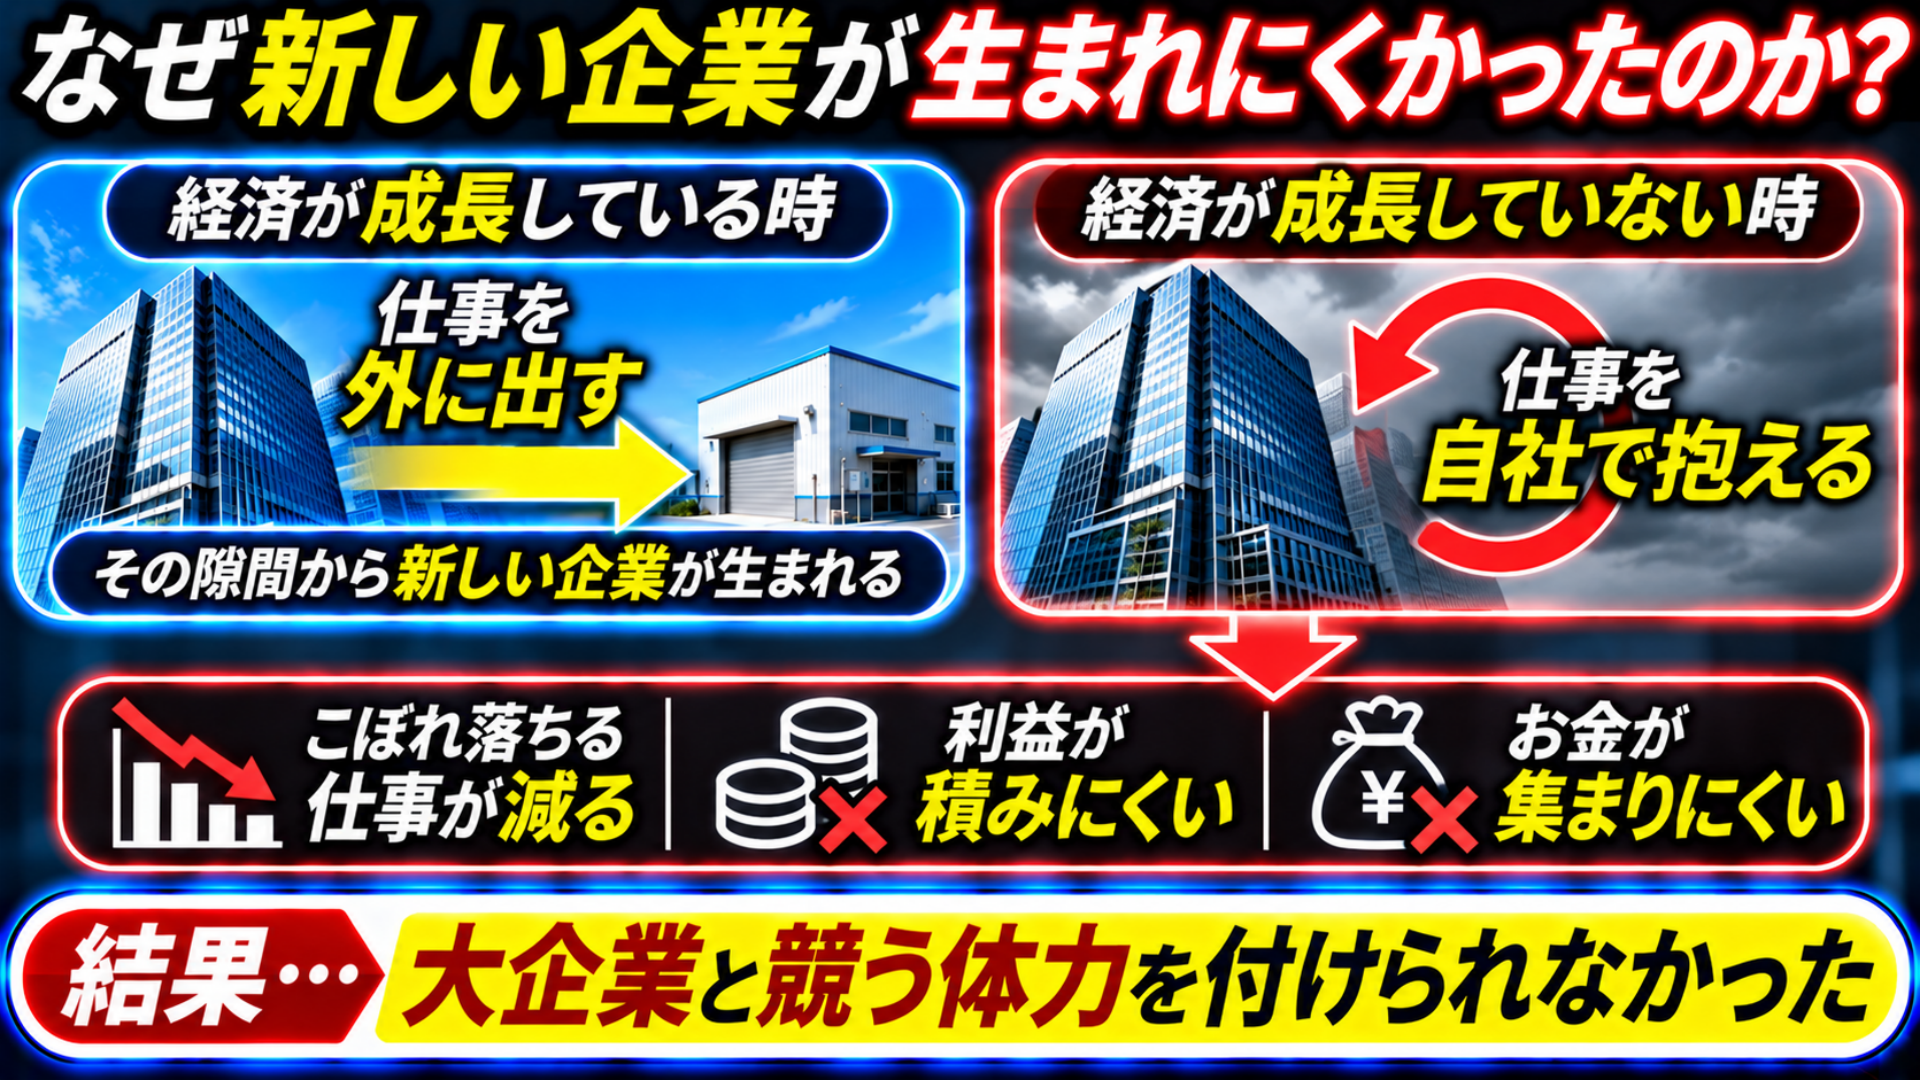 なぜ新しい企業が生まれにくかったのか?
経済が成長している時
仕事を
外に出す
その隙間から新しい企業が生まれる
経済が成長していない時
仕事を
自社で抱える
こぼれ落ちる
仕事が減る
利益が
積みにくい
¥
お金が
集まりにくい
結果…
大企業と競う体力を付けられなかった